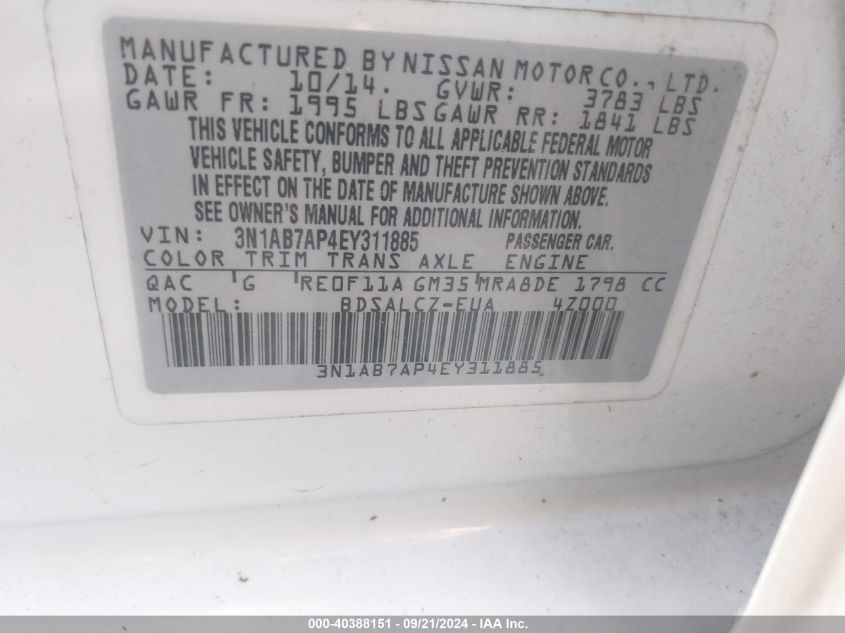 MANUFACTURED BY NISSAN MOTOR CO., LTD.
DATE: 10/14. GVWR: 3783 LBS
GAWR FR: 1995 LBS GAWR RR: 1841 LBS
THIS VEHICLE CONFORMS TO ALL APPLICABLE FEDERAL MOTOR
VEHICLE SAFETY, BUMPER AND THEFT PREVENTION STANDARDS
IN EFFECT ON THE DATE OF MANUFACTURE SHOWN ABOVE.
SEE OWNER'S MANUAL FOR ADDITIONAL INFORMATION.
VIN: 3N1AB7AP4EY311885 PASSENGER CAR.
COLOR TRIM TRANS AXLE ENGINE
QAC G RE0F11A GM35 MRA8DE 1798 CC
MODEL: BDSALCZ-EUA 4Z000
3N1AB7AP4EY311885
000-40388151 - 09/21/2024 - IAA Inc.